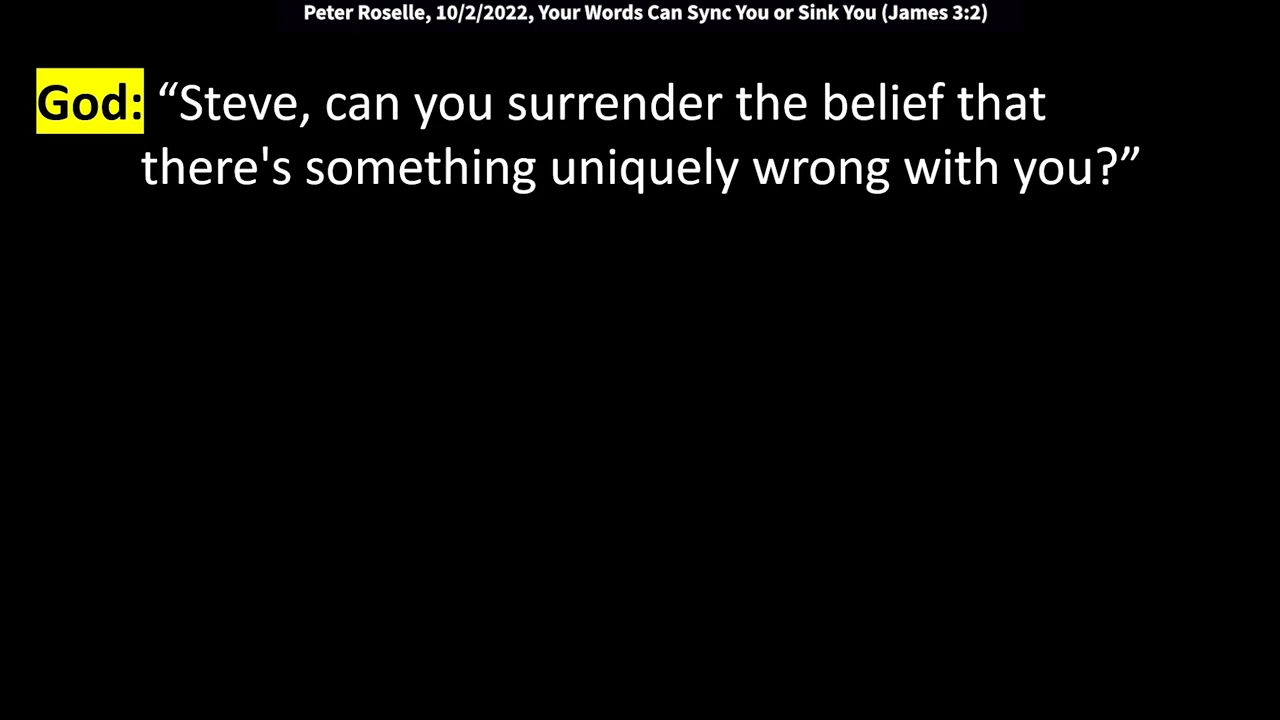 Peter Roselle, 10/2/2022, Your Words Can Sync You or Sink You (James 3:2)
God: “Steve, can you surrender the belief that
there's something uniquely wrong with you?”